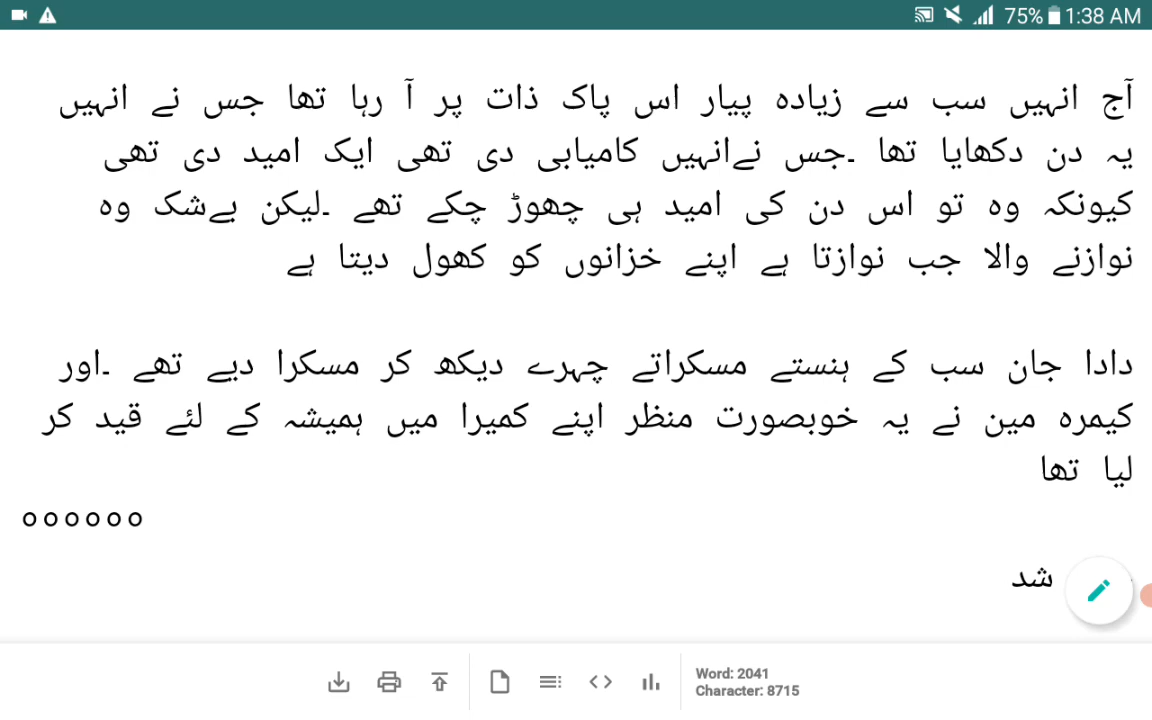 75% 1:38 AM
آج انہیں سب سے زیادہ پیار اس پاک ذات پر آ رہا تھا جس نے انہیں
یہ دن دکھایا تھا ۔جس نےانہیں کامیابی دی تھی ایک امید دی تھی
کیونکہ وہ تو اس دن کی امید ہی چھوڑ چکے تھے ۔لیکن بےشک وہ
نوازنے والا جب نوازتا ہے اپنے خزانوں کو کھول دیتا ہے
دادا جان سب کے ہنستے مسکراتے چہرے دیکھ کر مسکرا دیے تھے ۔اور
کیمرہ مین نے یہ خوبصورت منظر اپنے کمیرا میں ہمیشہ کے لئے قید کر
لیا تھا
oooooo
شد
Word: 2041
Character: 8715